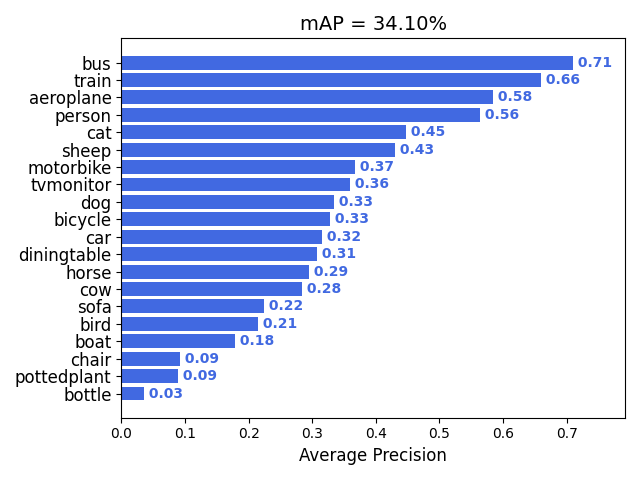 mAP = 34.10%
bus 0.71
train 0.66
aeroplane 0.58
person 0.56
cat 0.45
sheep 0.43
motorbike 0.37
tvmonitor 0.36
dog 0.33
bicycle 0.33
car 0.32
diningtable 0.31
horse 0.29
cow 0.28
sofa 0.22
bird 0.21
boat 0.18
chair 0.09
pottedplant 0.09
bottle 0.03
0.0 0.1 0.2 0.3 0.4 0.5 0.6 0.7
Average Precision